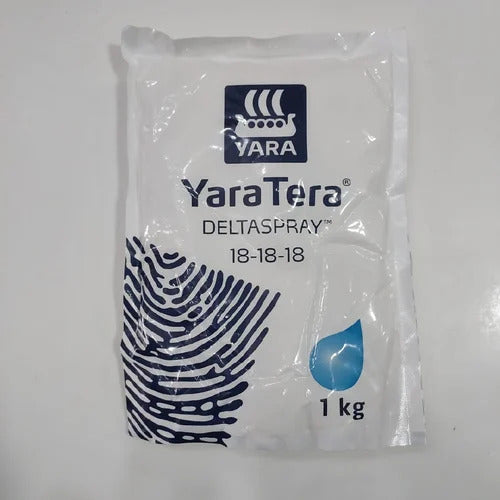 YARA
YaraTera®
DELTASPRAY™
18-18-18
1 kg